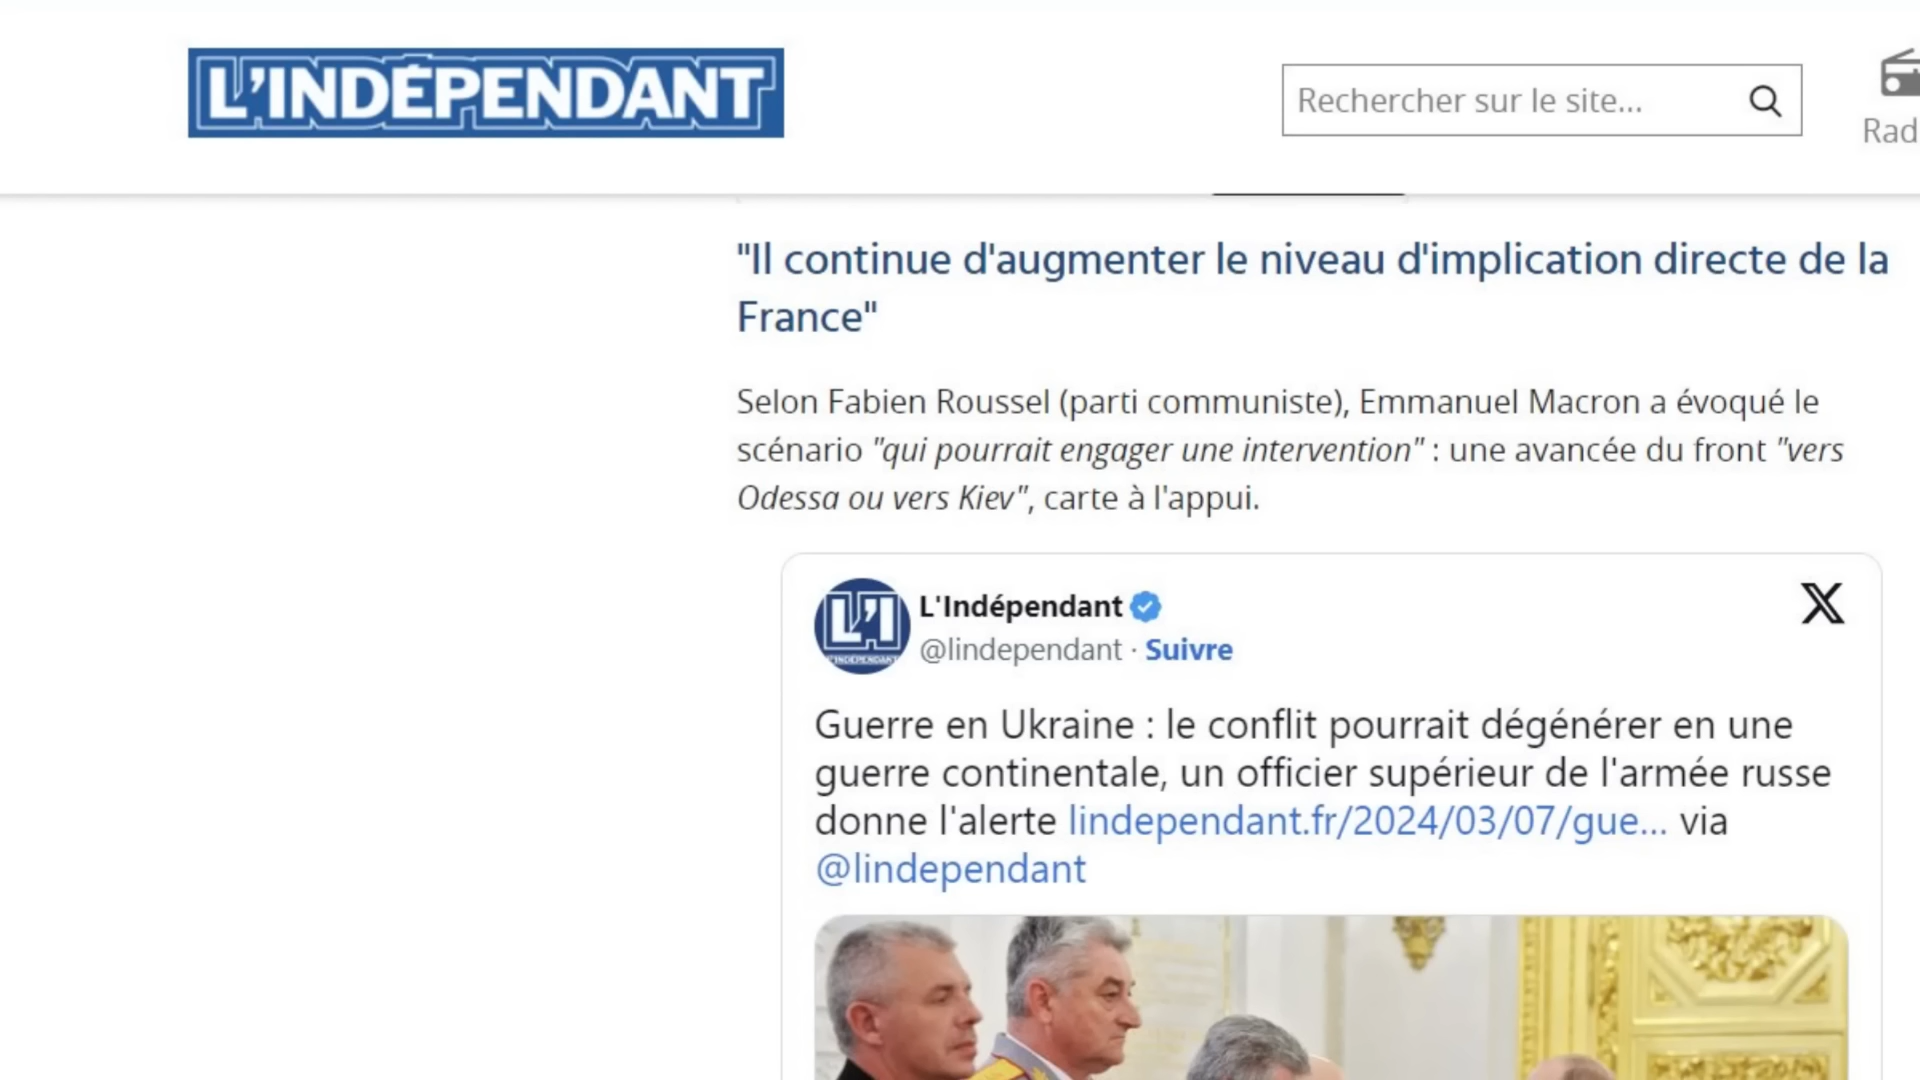 L'INDÉPENDANT
Rechercher sur le site...
Rad
"Il continue d'augmenter le niveau d'implication directe de la
France"
Selon Fabien Roussel (parti communiste), Emmanuel Macron a évoqué le
scénario "qui pourrait engager une intervention" : une avancée du front "vers
Odessa ou vers Kiev", carte à l'appui.
L'I
L'INDÉPENDANT
L'Indépendant
@lindependant · Suivre
Guerre en Ukraine : le conflit pourrait dégénérer en une
guerre continentale, un officier supérieur de l'armée russe
donne l'alerte lindependant.fr/2024/03/07/gue... via
@lindependant